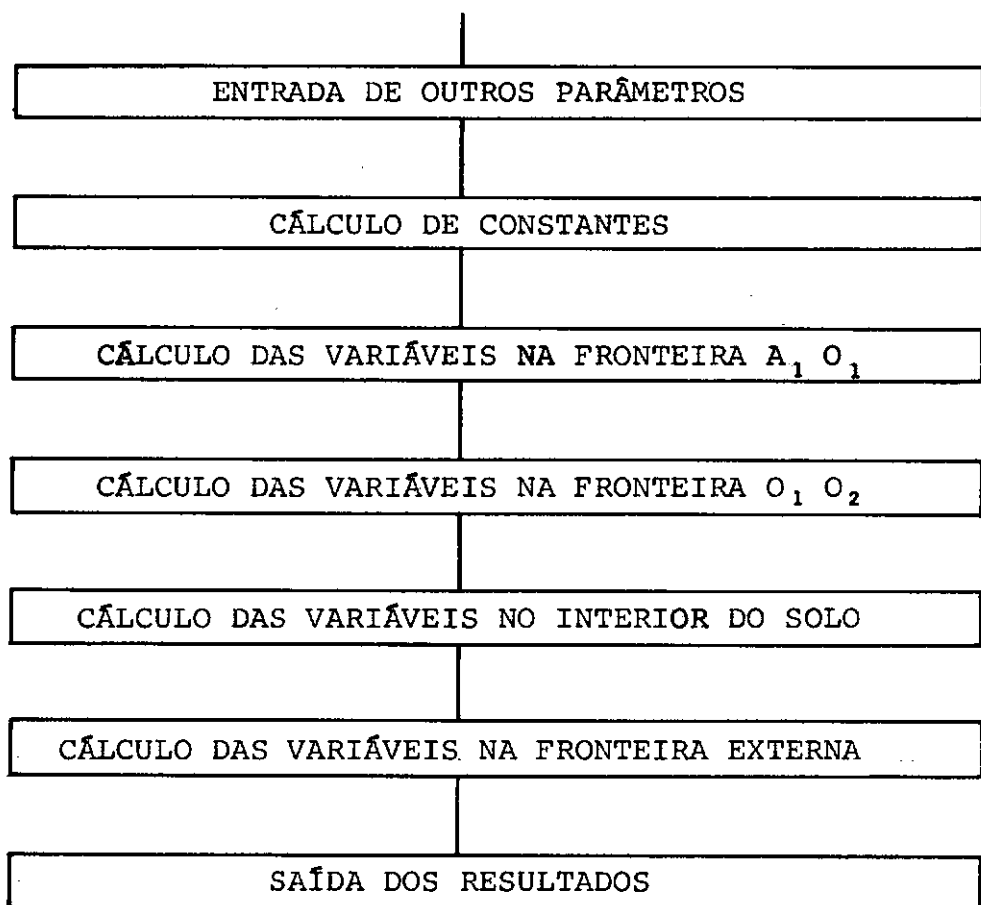 ENTRADA DE OUTROS PARÂMETROS
CÁLCULO DE CONSTANTES
CÁLCULO DAS VARIÁVEIS NA FRONTEIRA A₁ O₁
CÁLCULO DAS VARIÁVEIS NA FRONTEIRA O₁ O₂
CÁLCULO DAS VARIÁVEIS NO INTERIOR DO SOLO
CÁLCULO DAS VARIÁVEIS NA FRONTEIRA EXTERNA
SAÍDA DOS RESULTADOS